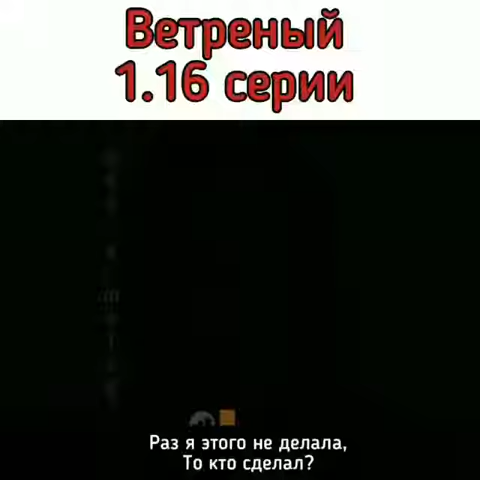 Ветреный
1.16 серии
Раз я этого не делала,
То кто сделал?